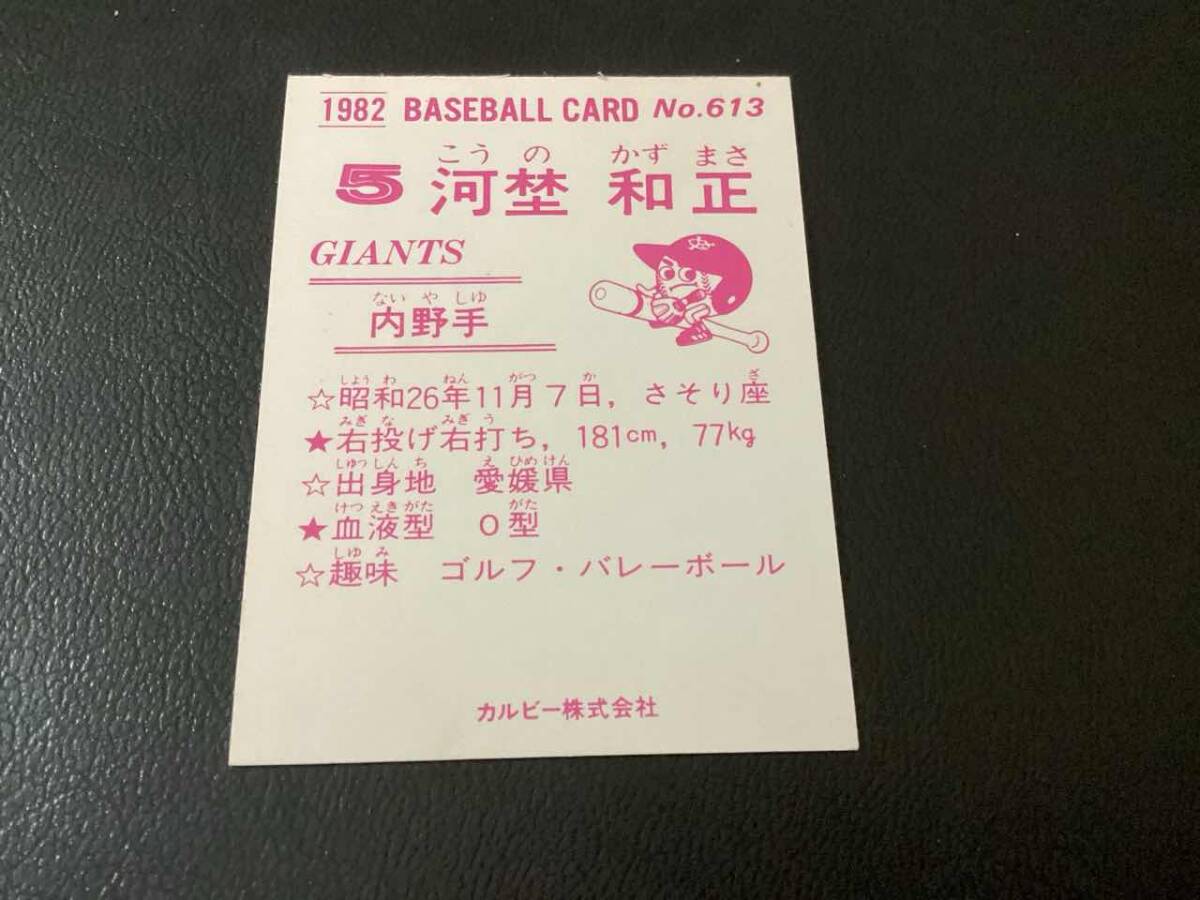 1982 BASEBALL CARD No.613
こう の かず まさ
5 河埜 和正
GIANTS
ない や しゆ
内野手
しょう わ ねん がつ か ざ
☆昭和26年11月7日, さそり座
みぎ な みぎ う
★右投げ右打ち, 181cm, 77kg
しゆつ しん ち え ひめ けん
☆出身地 愛媛県
けつ えき がた がた
★血液型 O型
しゆ み
☆趣味 ゴルフ・バレーボール
カルビー株式会社